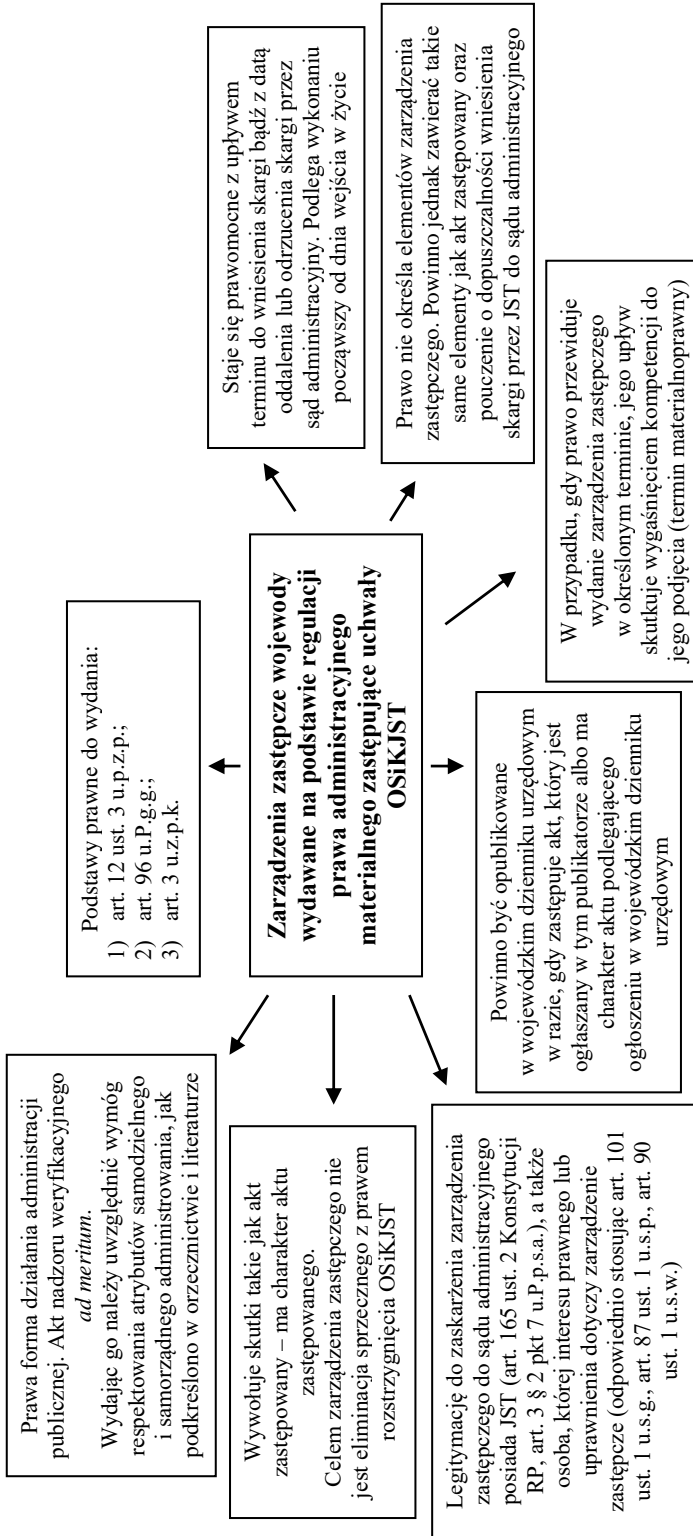 Prawa forma działania administracji
publicznej. Akt nadzoru weryfikacyjnego
ad meritum.
Wydając go należy uwzględnić wymóg
respektowania atrybutów samodzielnego
i samorządnego administrowania, jak
podkreślono w orzecznictwie i literaturze
Podstawy prawne do wydania:
1) art. 12 ust. 3 u.p.z.p.;
2) art. 96 u.P.g.g.;
3) art. 3 u.z.p.k.
Staje się prawomocne z upływem
terminu do wniesienia skargi bądź z datą
oddalenia lub odrzucenia skargi przez
sąd administracyjny. Podlega wykonaniu
począwszy od dnia wejścia w życie
Wywołuje skutki takie jak akt
zastępowany – ma charakter aktu
zastępowanego.
Celem zarządzenia zastępczego nie
jest eliminacja sprzecznego z prawem
rozstrzygnięcia OSiKJST
Zarządzenia zastępcze wojewody
wydawane na podstawie regulacji
prawa administracyjnego
materialnego zastępujące uchwały
OSiKJST
Prawo nie określa elementów zarządzenia
zastępczego. Powinno jednak zawierać takie
same elementy jak akt zastępowany oraz
pouczenie o dopuszczalności wniesienia
skargi przez JST do sądu administracyjnego
Legitymację do zaskarżenia zarządzenia
zastępczego do sądu administracyjnego
posiada JST (art. 165 ust. 2 Konstytucji
RP, art. 3 § 2 pkt 7 u.P.p.s.a.), a także
osoba, której interesu prawnego lub
uprawnienia dotyczy zarządzenie
zastępcze (odpowiednio stosując art. 101
ust. 1 u.s.g., art. 87 ust. 1 u.s.p., art. 90
ust. 1 u.s.w.)
Powinno być opublikowane
w wojewódzkim dzienniku urzędowym
w razie, gdy zastępuje akt, który jest
ogłaszany w tym publikatorze albo ma
charakter aktu podlegającego
ogłoszeniu w wojewódzkim dzienniku
urzędowym
W przypadku, gdy prawo przewiduje
wydanie zarządzenia zastępczego
w określonym terminie, jego upływ
skutkuje wygaśnięciem kompetencji do
jego podjęcia (termin materialnoprawny)